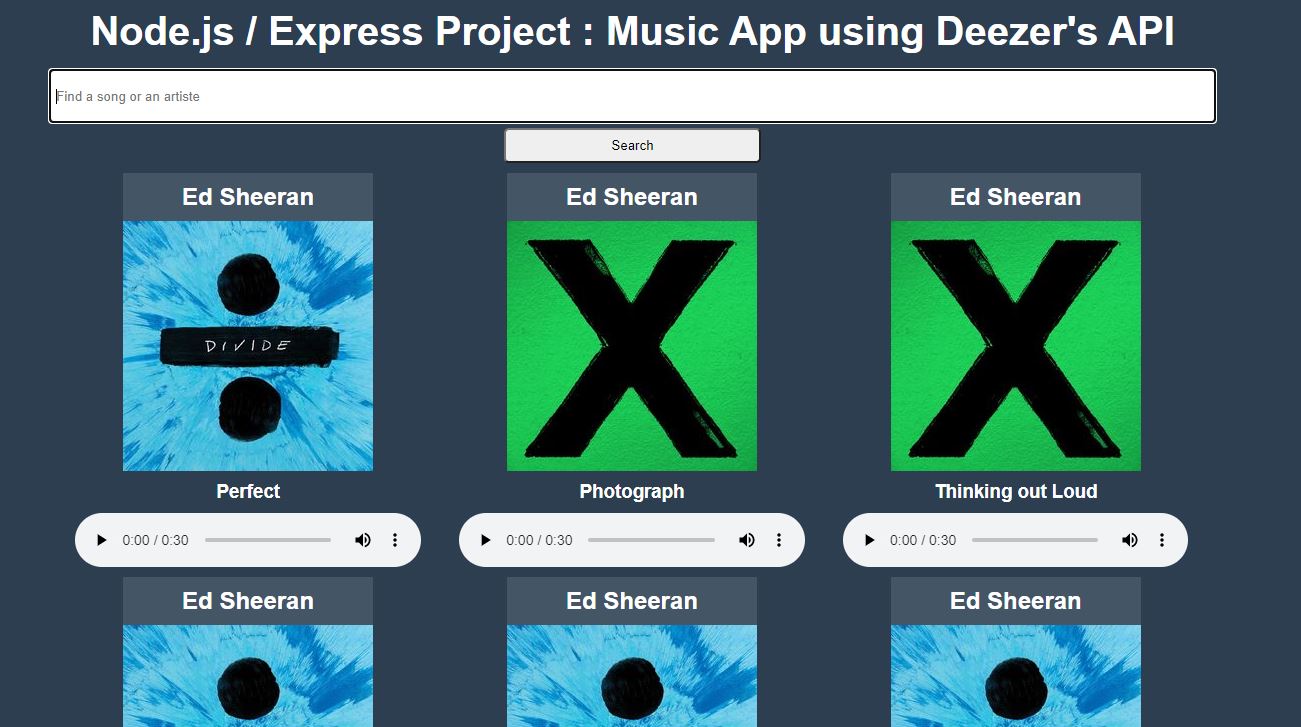 Node.js / Express Project : Music App using Deezer's API
Find a song or an artiste
Search
Ed Sheeran
Ed Sheeran
Ed Sheeran
DIVIDE
Perfect
Photograph
Thinking out Loud
0:00 / 0:30
0:00 / 0:30
0:00 / 0:30
Ed Sheeran
Ed Sheeran
Ed Sheeran